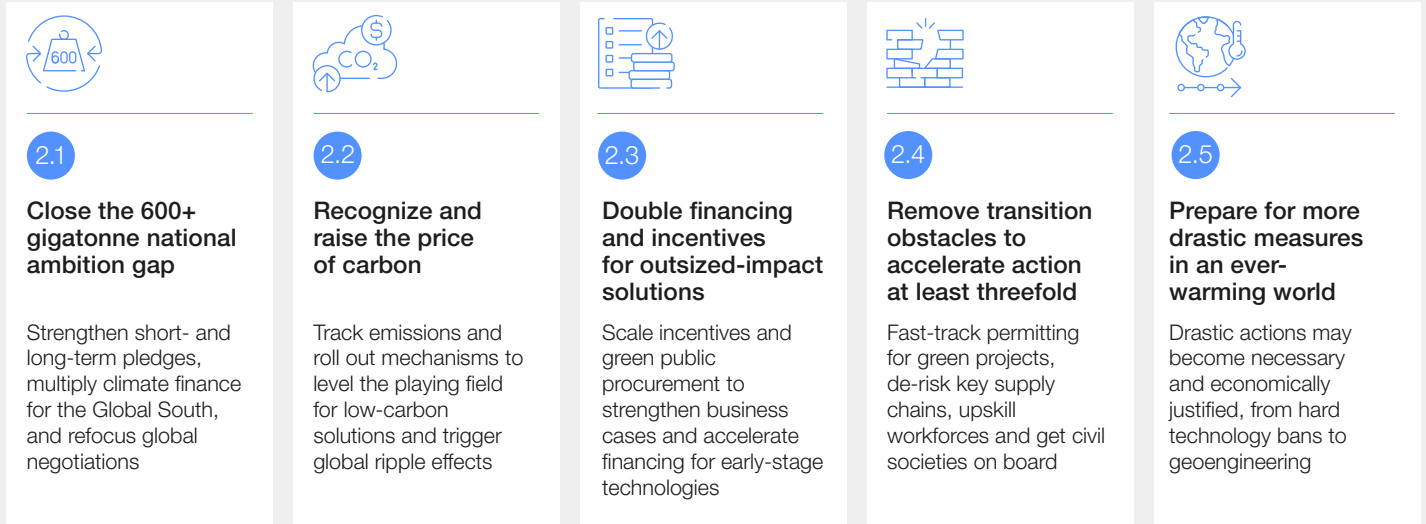 600
$
CO₂
2.1
Close the 600+
gigatonne national
ambition gap
Strengthen short- and
long-term pledges,
multiply climate finance
for the Global South,
and refocus global
negotiations
2.2
Recognize and
raise the price
of carbon
Track emissions and
roll out mechanisms to
level the playing field
for low-carbon
solutions and trigger
global ripple effects
2.3
Double financing
and incentives
for outsized-impact
solutions
Scale incentives and
green public
procurement to
strengthen business
cases and accelerate
financing for early-stage
technologies
2.4
Remove transition
obstacles to
accelerate action
at least threefold
Fast-track permitting
for green projects,
de-risk key supply
chains, upskill
workforces and get civil
societies on board
2.5
Prepare for more
drastic measures
in an ever-
warming world
Drastic actions may
become necessary
and economically
justified, from hard
technology bans to
geoengineering